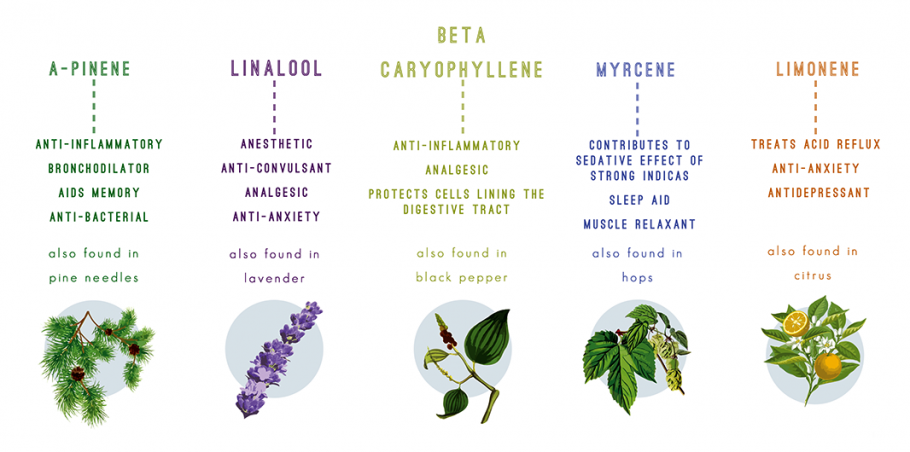 A-PINENE
ANTI-INFLAMMATORY
BRONCHODILATOR
AIDS MEMORY
ANTI-BACTERIAL
also found in
pine needles
LINALOOL
ANESTHETIC
ANTI-CONVULSANT
ANALGESIC
ANTI-ANXIETY
also found in
lavender
BETA
CARYOPHYLLENE
ANTI-INFLAMMATORY
ANALGESIC
PROTECTS CELLS LINING THE
DIGESTIVE TRACT
also found in
black pepper
MYRCENE
CONTRIBUTES TO
SEDATIVE EFFECT OF
STRONG INDICAS
SLEEP AID
MUSCLE RELAXANT
also found in
hops
LIMONENE
TREATS ACID REFLUX
ANTI-ANXIETY
ANTIDEPRESSANT
also found in
citrus